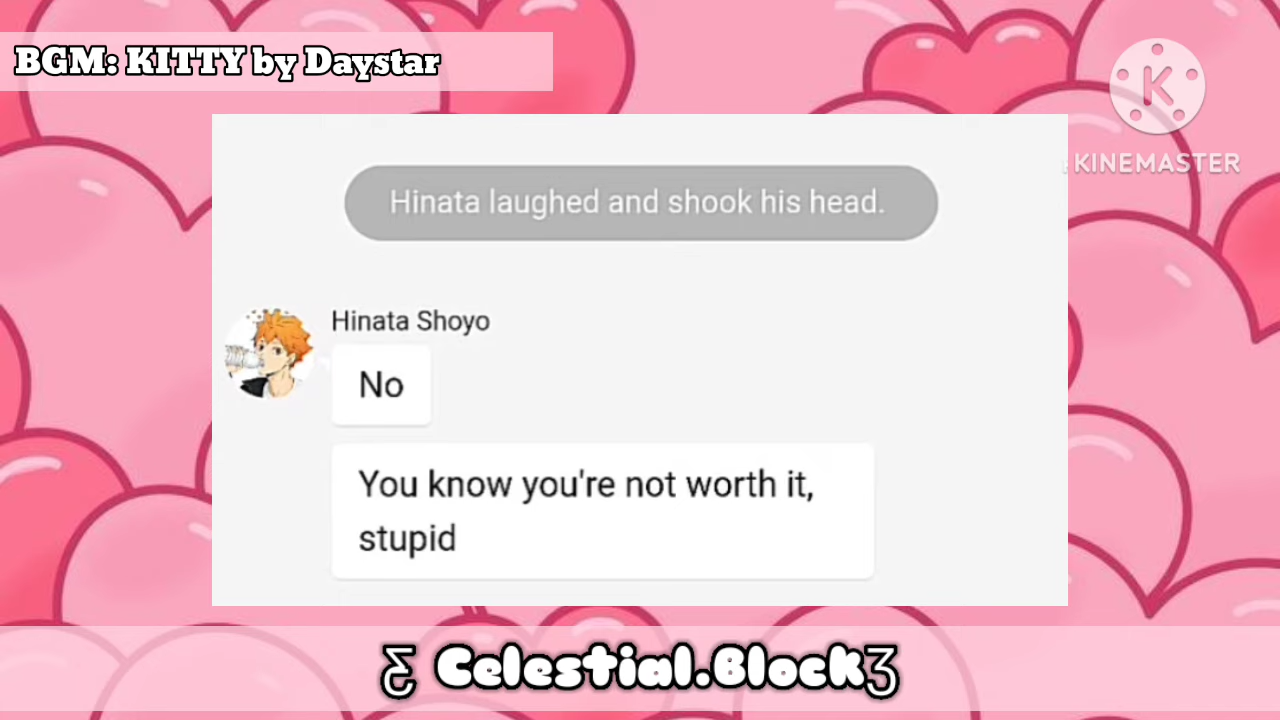 BGM: KITTY by Daystar
K
KINEMASTER
Hinata laughed and shook his head.
Hinata Shoyo
No
You know you're not worth it,
stupid
Ƹ Celestial.BlockƷ